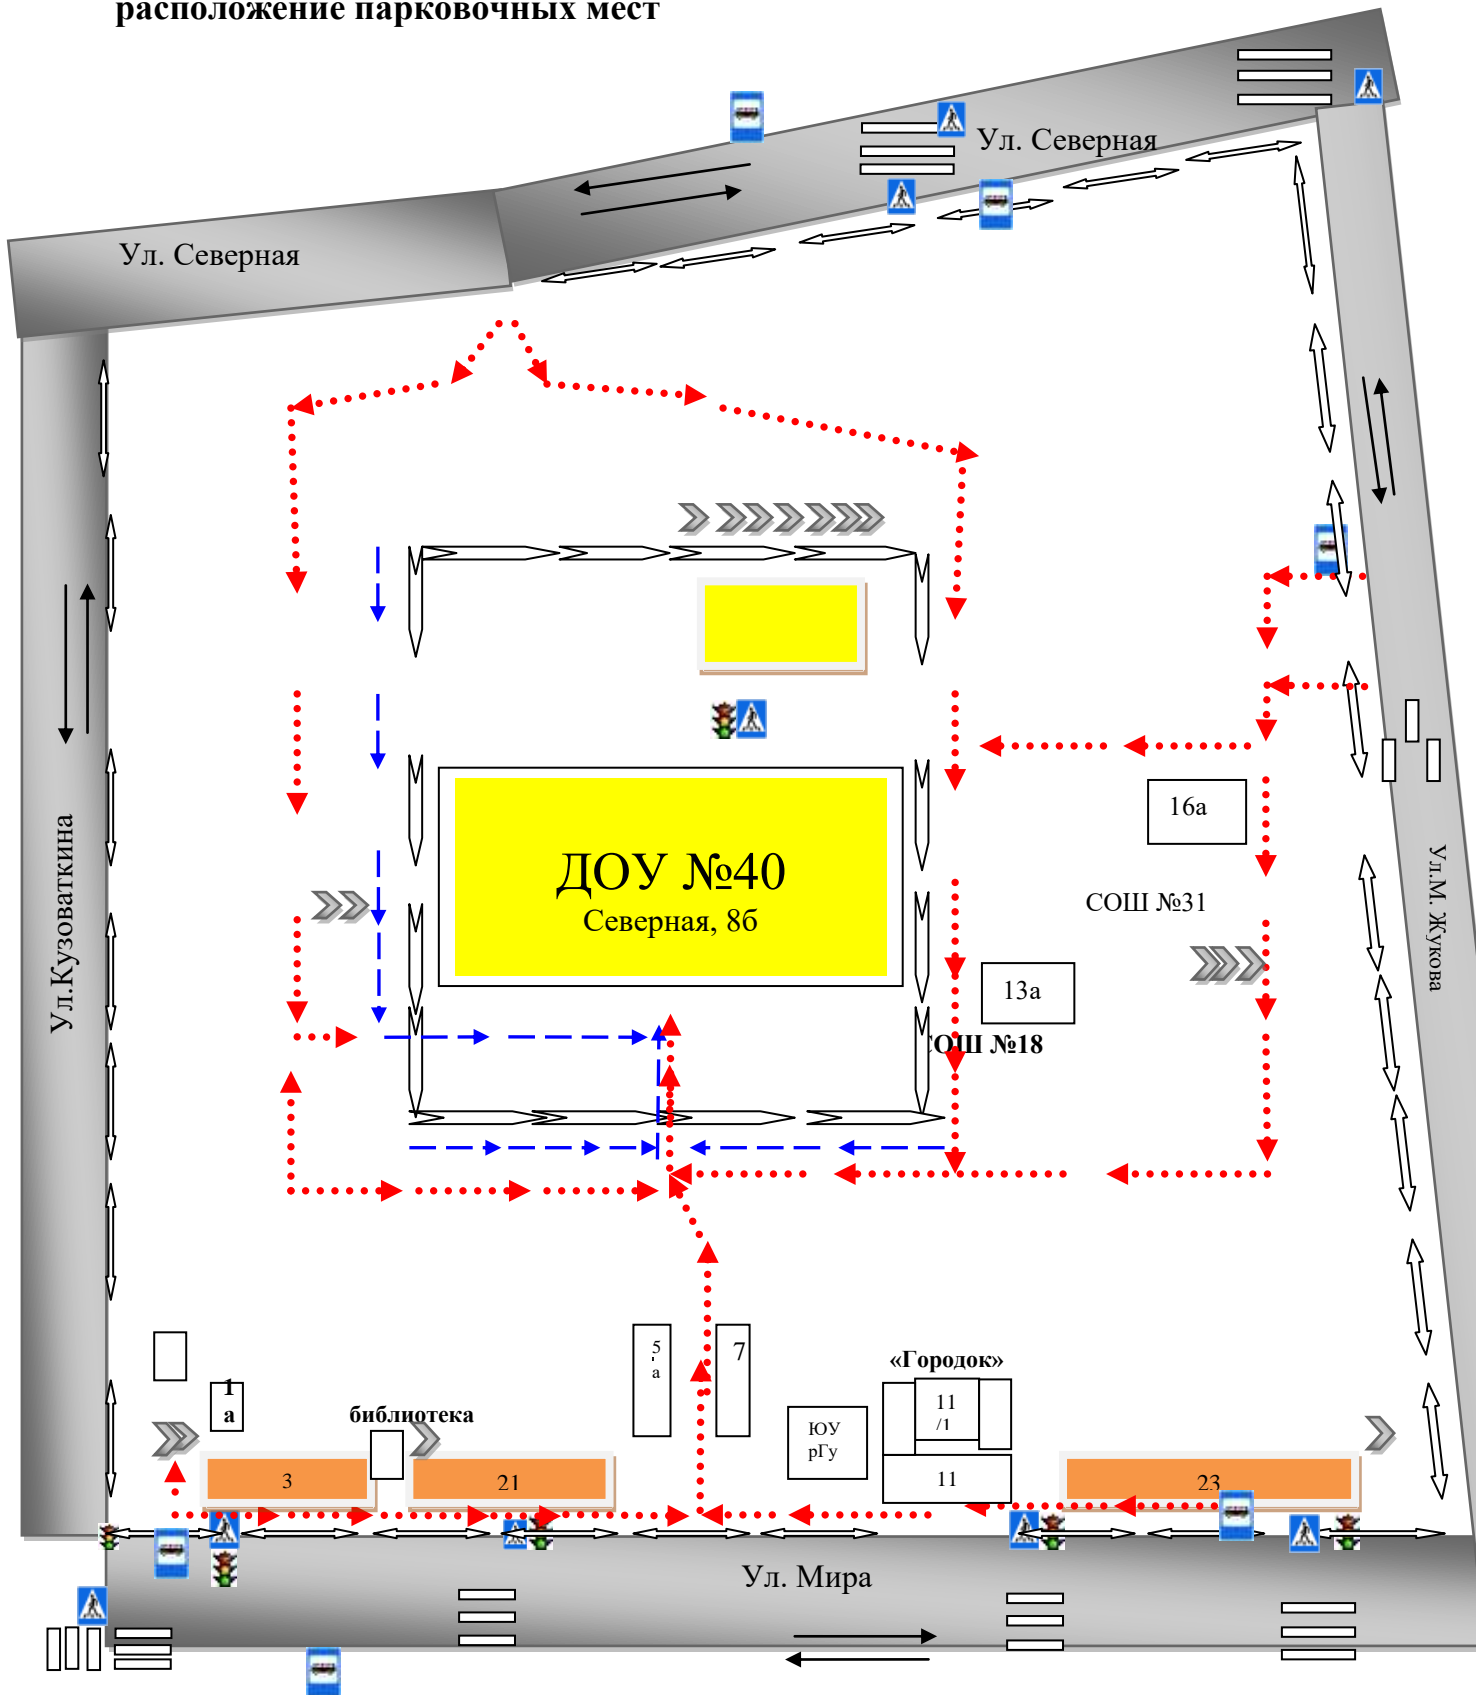 расположение парковочных мест
Ул. Северная
Ул. Северная
Ул.Кузоваткина
ДОУ №40
Северная, 8б
16а
СОШ №31
Ул.М. Жукова
13а
СОШ №18
5-
а
7
«Городок»
1
а
библиотека
11
/1
ЮУ
рГу
3
21
11
23
Ул. Мира